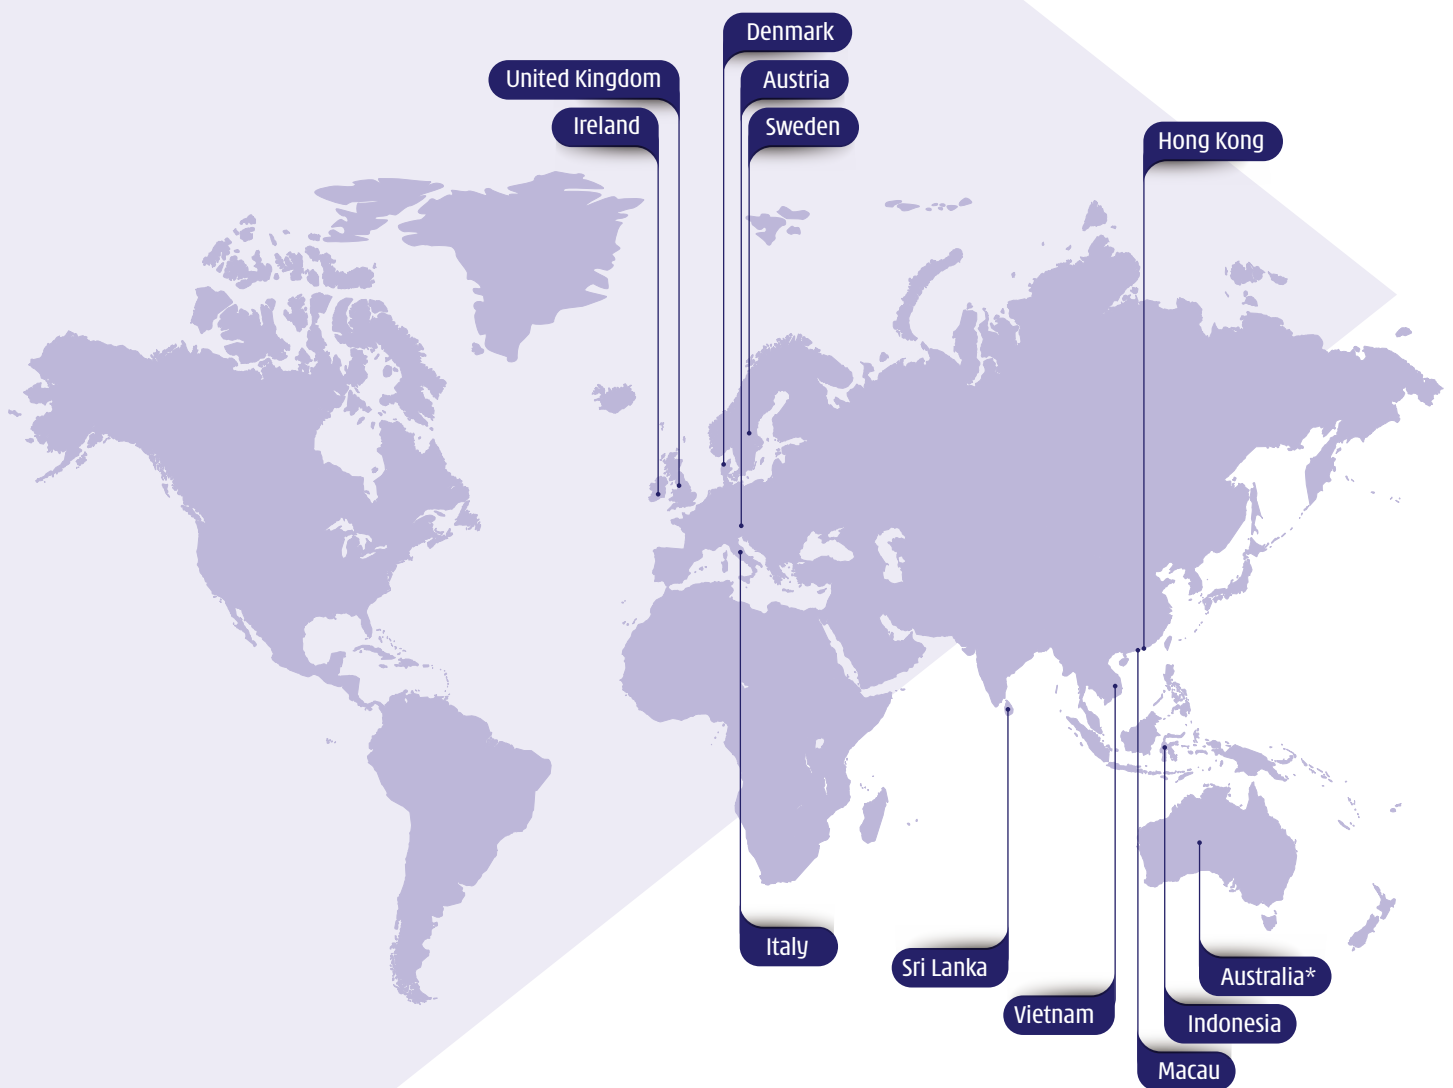 Denmark
United Kingdom
Austria
Ireland
Sweden
Hong Kong
Italy
Sri Lanka
Australia*
Vietnam
Indonesia
Macau